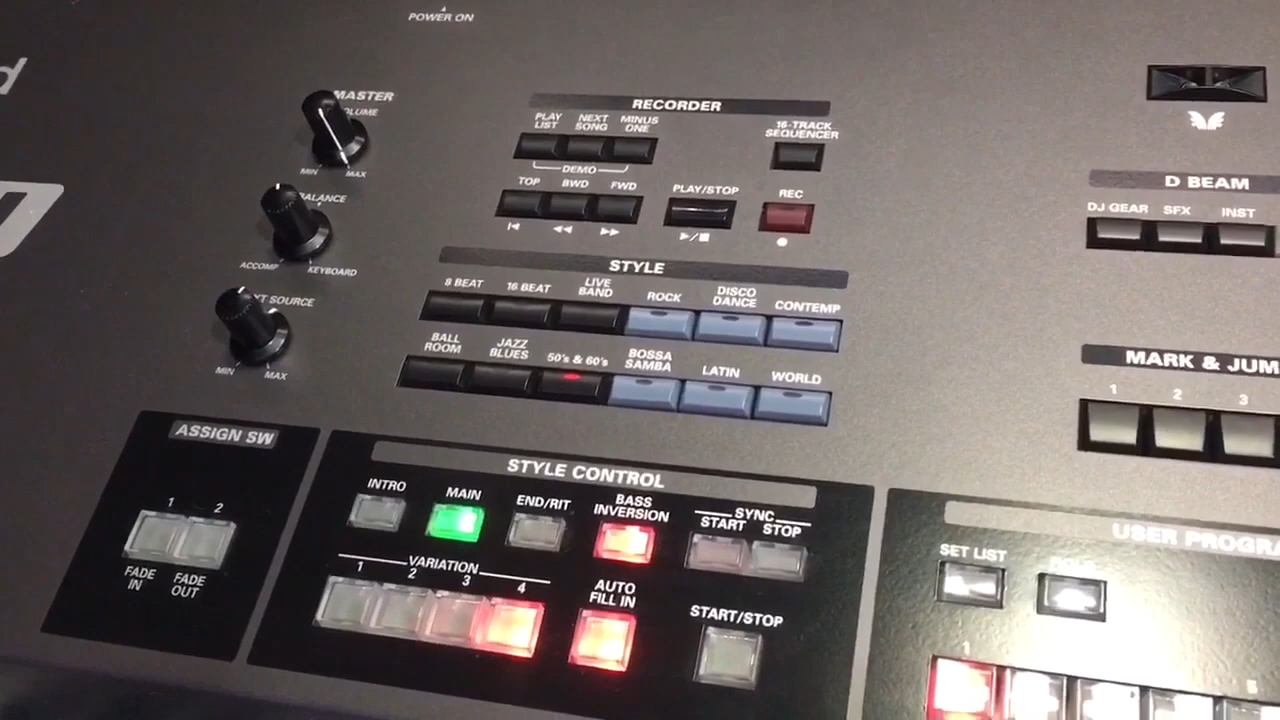 POWER ON
MASTER
MIN MAX
BALANCE
ACCOMP KEYBOARD
MIN MAX
RECORDER
PLAY LIST
NEXT SONG
MINUS ONE
16-TRACK SEQUENCER
DEMO
TOP BWD FWD PLAY/STOP REC
STYLE
8 BEAT 16 BEAT LIVE BAND ROCK DISCO DANCE CONTEMP
BALL ROOM JAZZ BLUES 50's & 60's BOSSA SAMBA LATIN WORLD
D BEAM
DJ GEAR SFX INST
MARK & JUM
1 2 3
ASSIGN SW
1 2
FADE IN FADE OUT
STYLE CONTROL
INTRO MAIN END/RIT BASS INVERSION
SYNC
START STOP
VARIATION
1 2 3 4
AUTO FILL IN
START/STOP
USER PROGRA
SET LIST
1 5